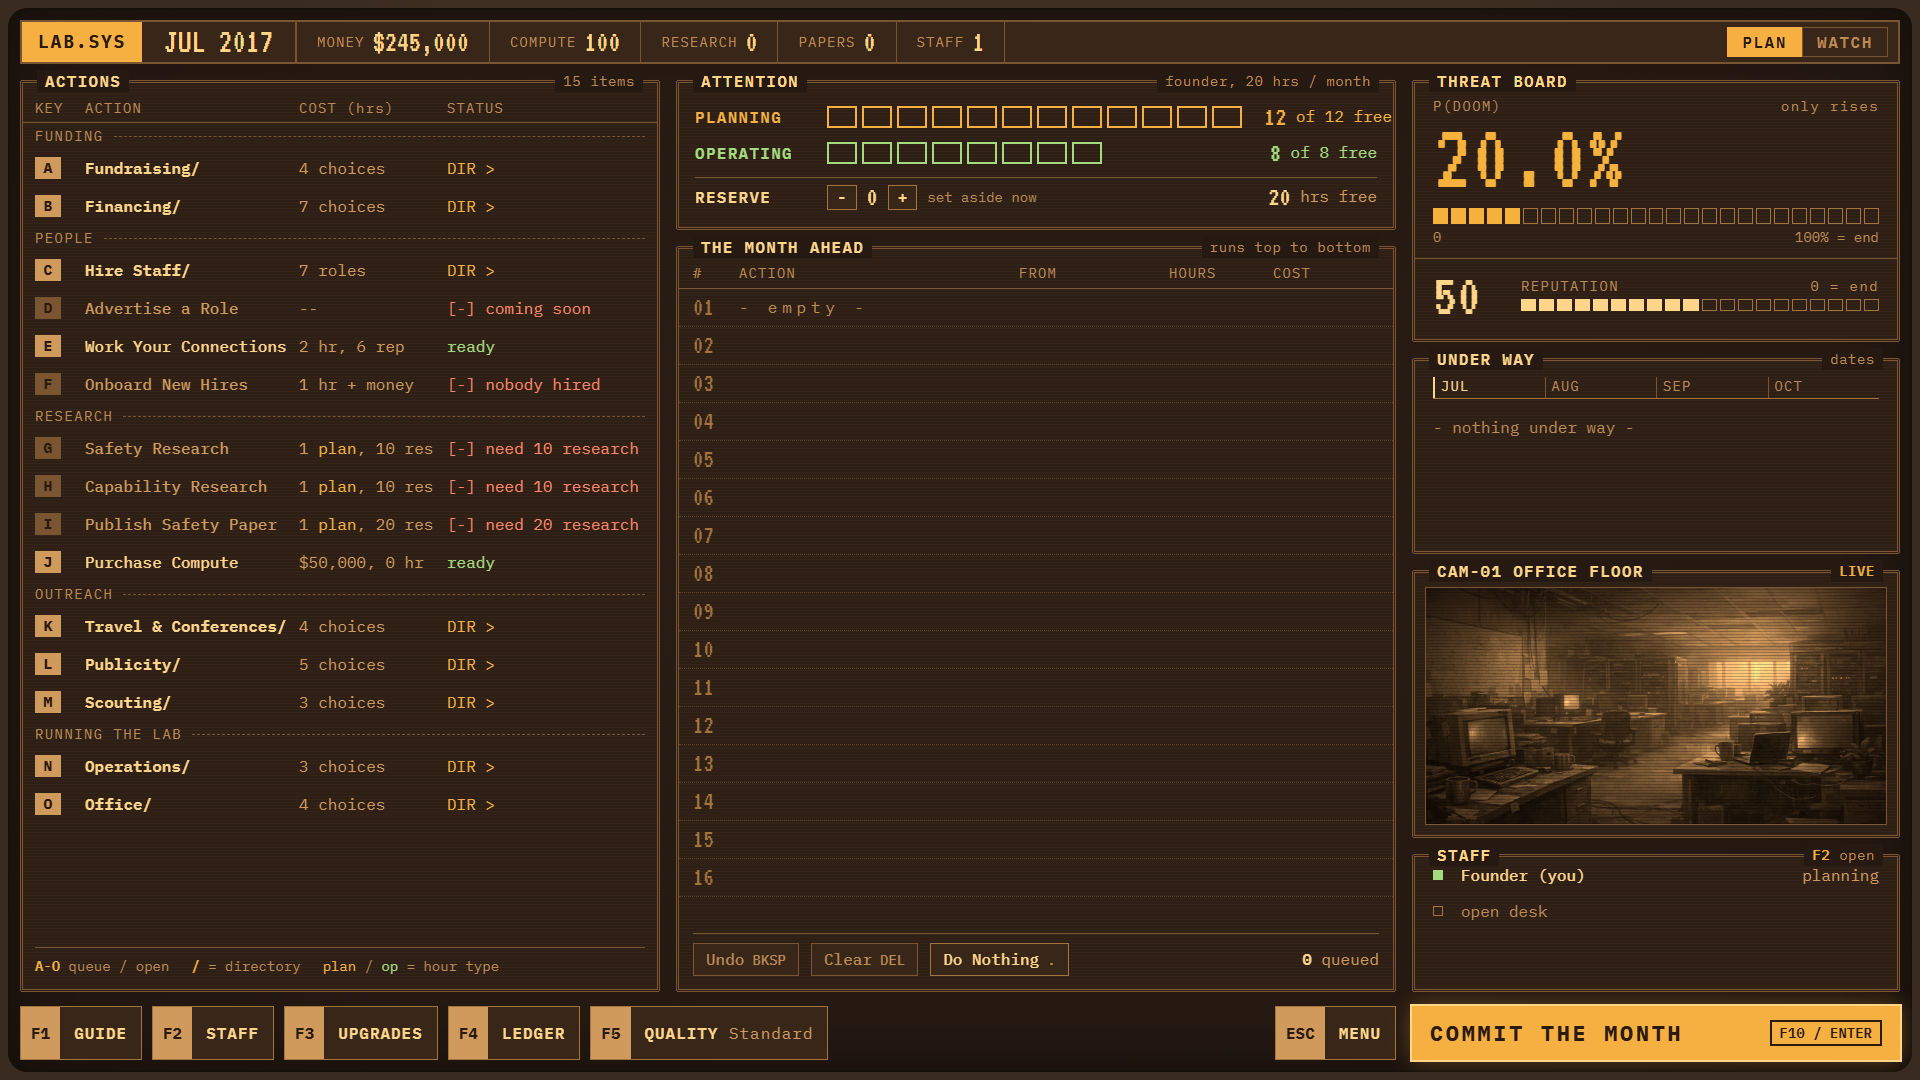 LAB.SYS JUL 2017 MONEY $245,000 COMPUTE 100 RESEARCH 0 PAPERS 0 STAFF 1 PLAN WATCH
ACTIONS 15 items
KEY ACTION COST (hrs) STATUS
FUNDING
A Fundraising/ 4 choices DIR >
B Financing/ 7 choices DIR >
PEOPLE
C Hire Staff/ 7 roles DIR >
D Advertise a Role -- [-] coming soon
E Work Your Connections 2 hr, 6 rep ready
F Onboard New Hires 1 hr + money [-] nobody hired
RESEARCH
G Safety Research 1 plan, 10 res [-] need 10 research
H Capability Research 1 plan, 10 res [-] need 10 research
I Publish Safety Paper 1 plan, 20 res [-] need 20 research
J Purchase Compute $50,000, 0 hr ready
OUTREACH
K Travel & Conferences/ 4 choices DIR >
L Publicity/ 5 choices DIR >
M Scouting/ 3 choices DIR >
RUNNING THE LAB
N Operations/ 3 choices DIR >
O Office/ 4 choices DIR >
A-O queue / open / = directory plan / op = hour type
ATTENTION founder, 20 hrs / month
PLANNING 12 of 12 free
OPERATING 8 of 8 free
RESERVE - 0 + set aside now 20 hrs free
THE MONTH AHEAD runs top to bottom
# ACTION FROM HOURS COST
01 - empty -
02
03
04
05
06
07
08
09
10
11
12
13
14
15
16
Undo BKSP Clear DEL Do Nothing . 0 queued
THREAT BOARD
P(DOOM) only rises
20.0%
0 100% = end
50 REPUTATION 0 = end
UNDER WAY dates
JUL AUG SEP OCT
- nothing under way -
CAM-01 OFFICE FLOOR LIVE
STAFF F2 open
Founder (you) planning
open desk
F1 GUIDE F2 STAFF F3 UPGRADES F4 LEDGER F5 QUALITY Standard ESC MENU COMMIT THE MONTH F10 / ENTER